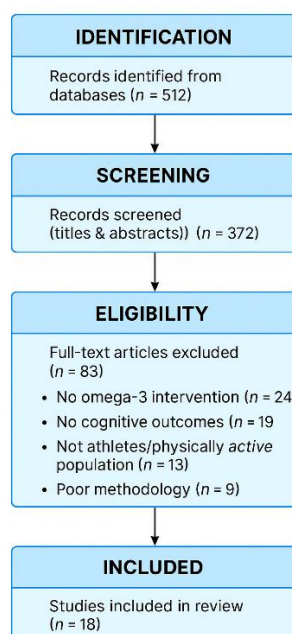 IDENTIFICATION
Records identified from
databases (n = 512)
SCREENING
Records screened
(titles & abstracts)) (n = 372)
ELIGIBILITY
Full-text articles excluded
(n = 83)
• No omega-3 intervention (n = 24
• No cognitive outcomes (n = 19
• Not athletes/physically active
population (n = 13)
• Poor methodology (n = 9)
INCLUDED
Studies included in review
(n = 18)